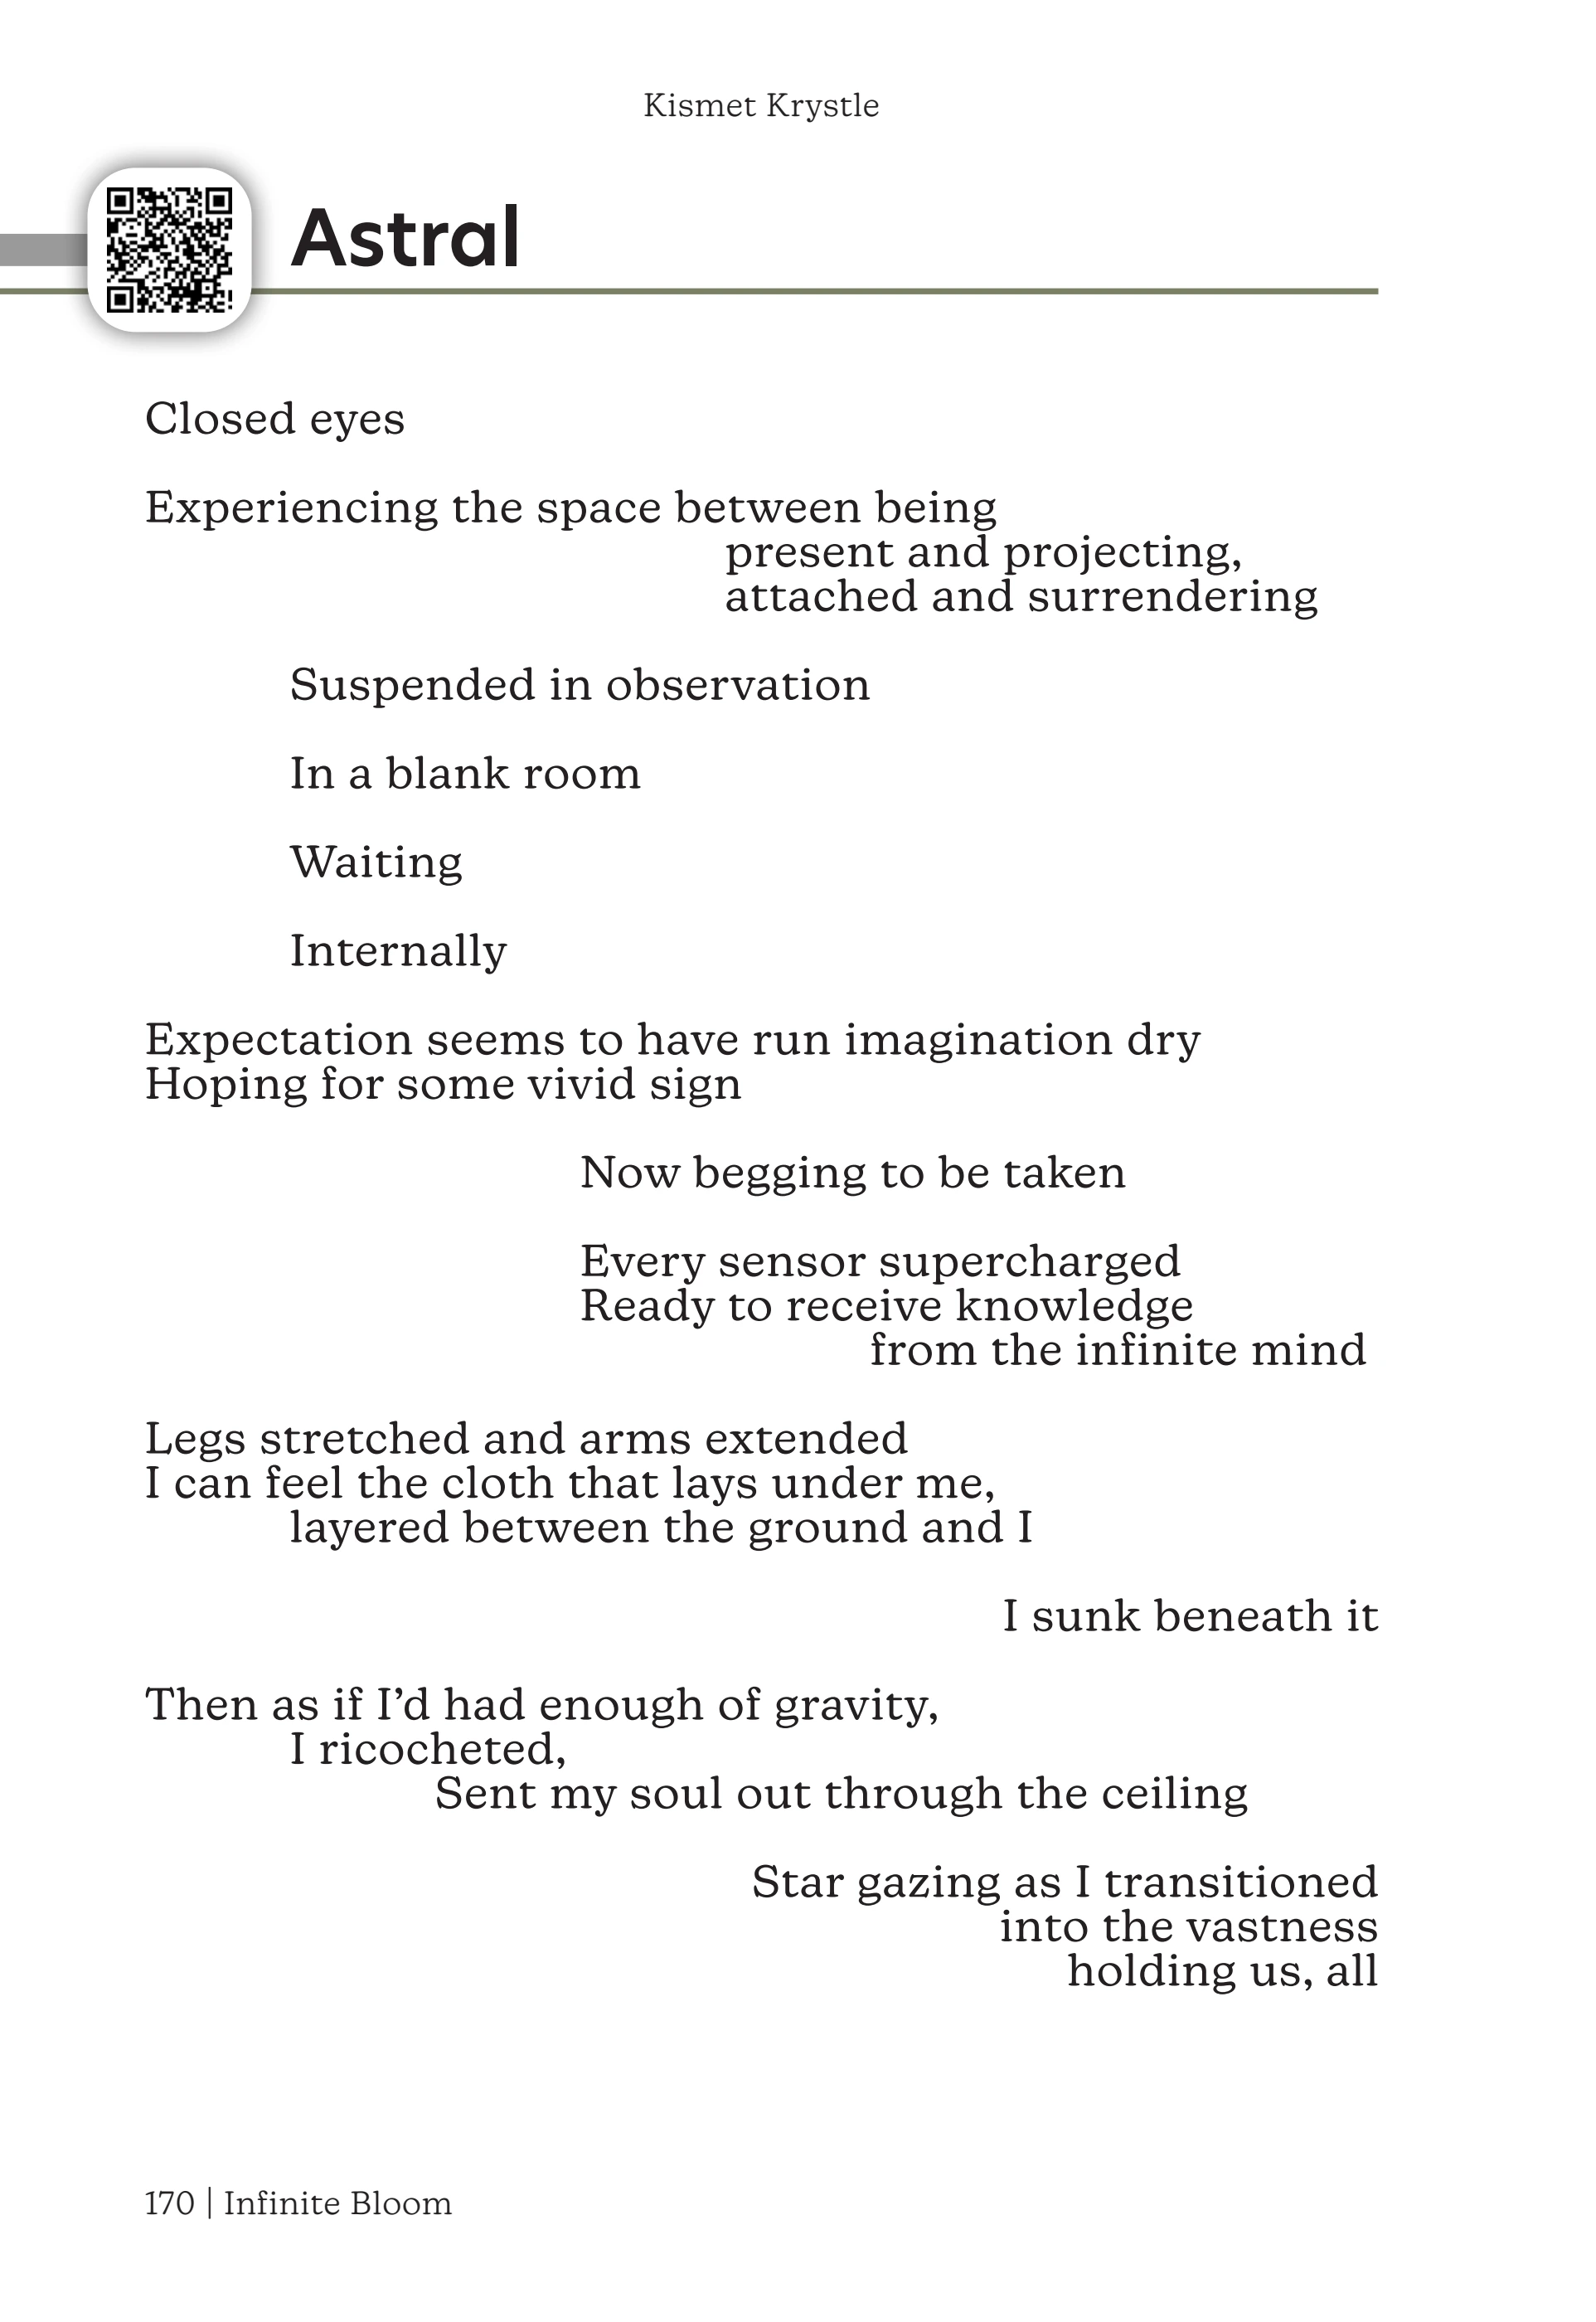 Kismet Krystle
Astral
Closed eyes
Experiencing the space between being
present and projecting,
attached and surrendering
Suspended in observation
In a blank room
Waiting
Internally
Expectation seems to have run imagination dry
Hoping for some vivid sign
Now begging to be taken
Every sensor supercharged
Ready to receive knowledge
from the infinite mind
Legs stretched and arms extended
I can feel the cloth that lays under me,
layered between the ground and I
I sunk beneath it
Then as if I’d had enough of gravity,
I ricocheted,
Sent my soul out through the ceiling
Star gazing as I transitioned
into the vastness
holding us, all
170 | Infinite Bloom